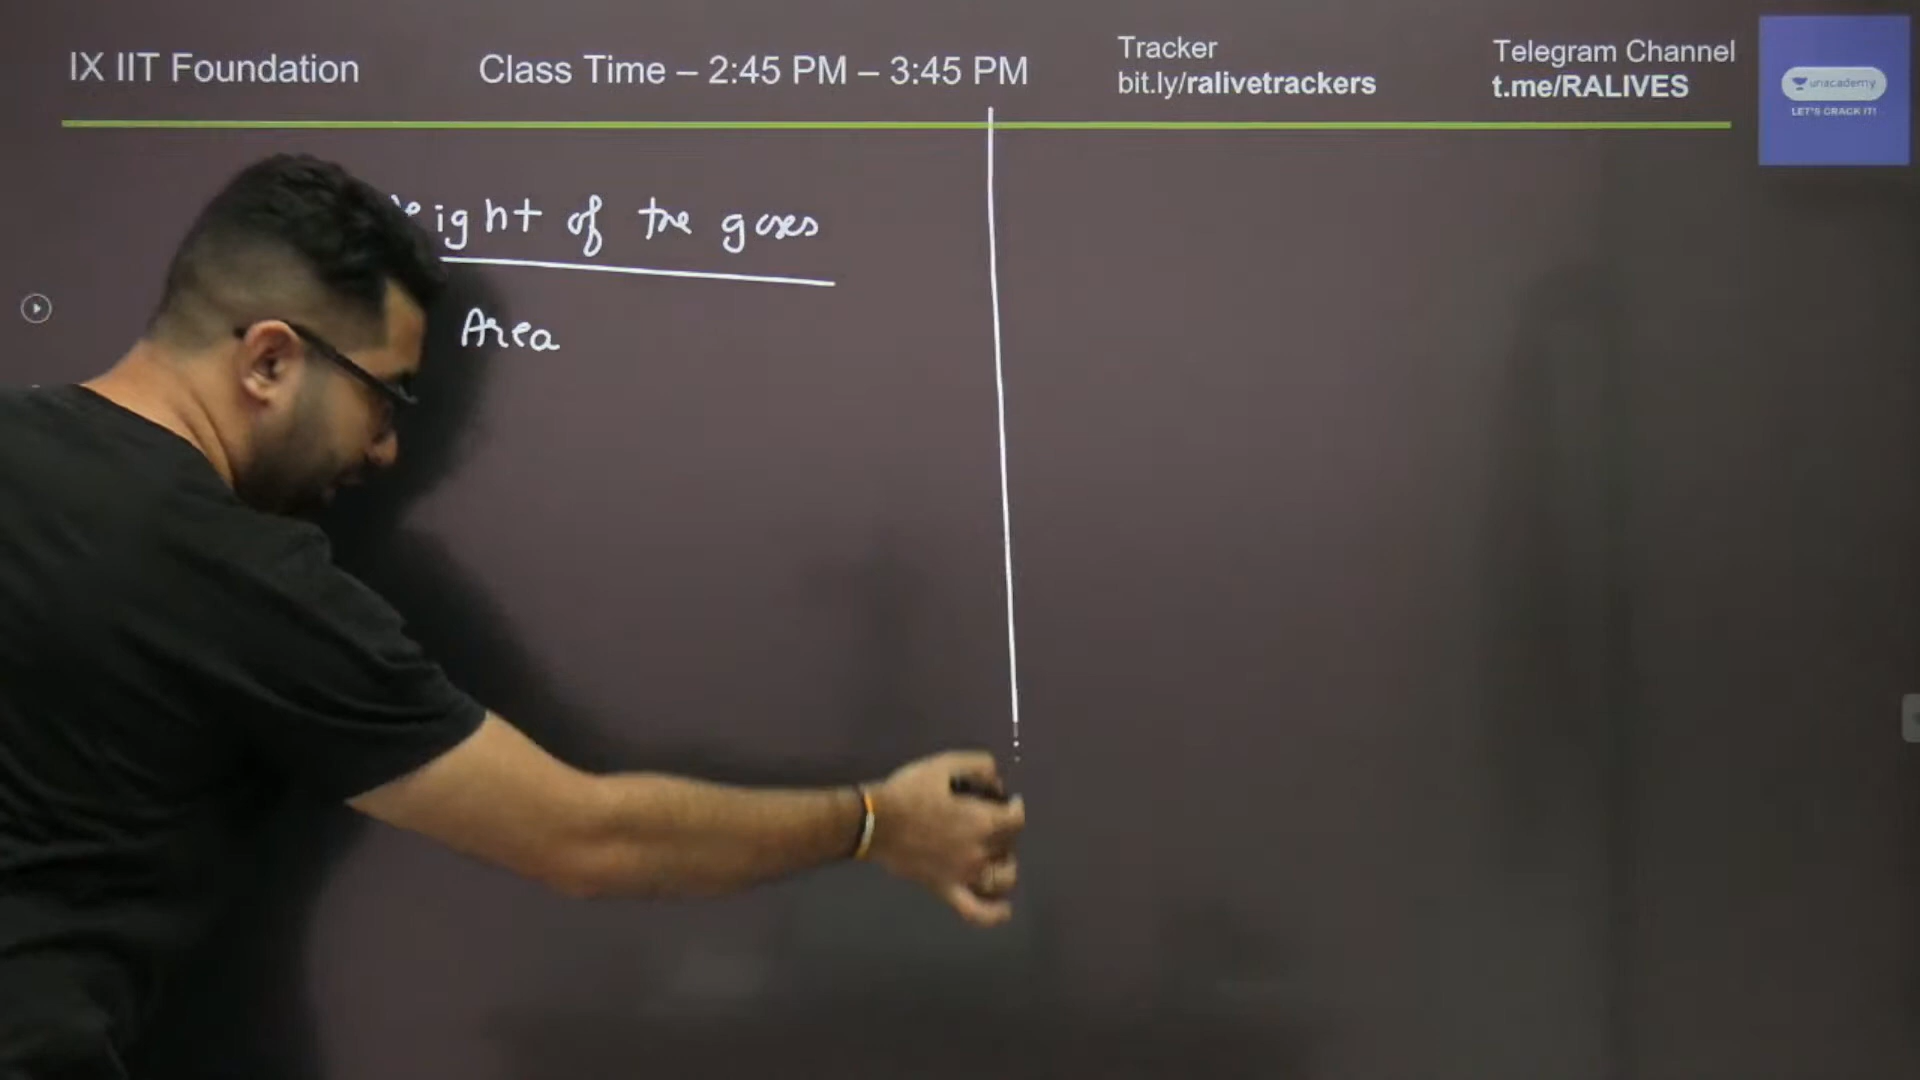 IX IIT Foundation
Class Time – 2:45 PM – 3:45 PM
Tracker
bit.ly/ralivetrackers
Telegram Channel
t.me/RALIVES
unacademy
LET'S CRACK IT!
of the gases
Area